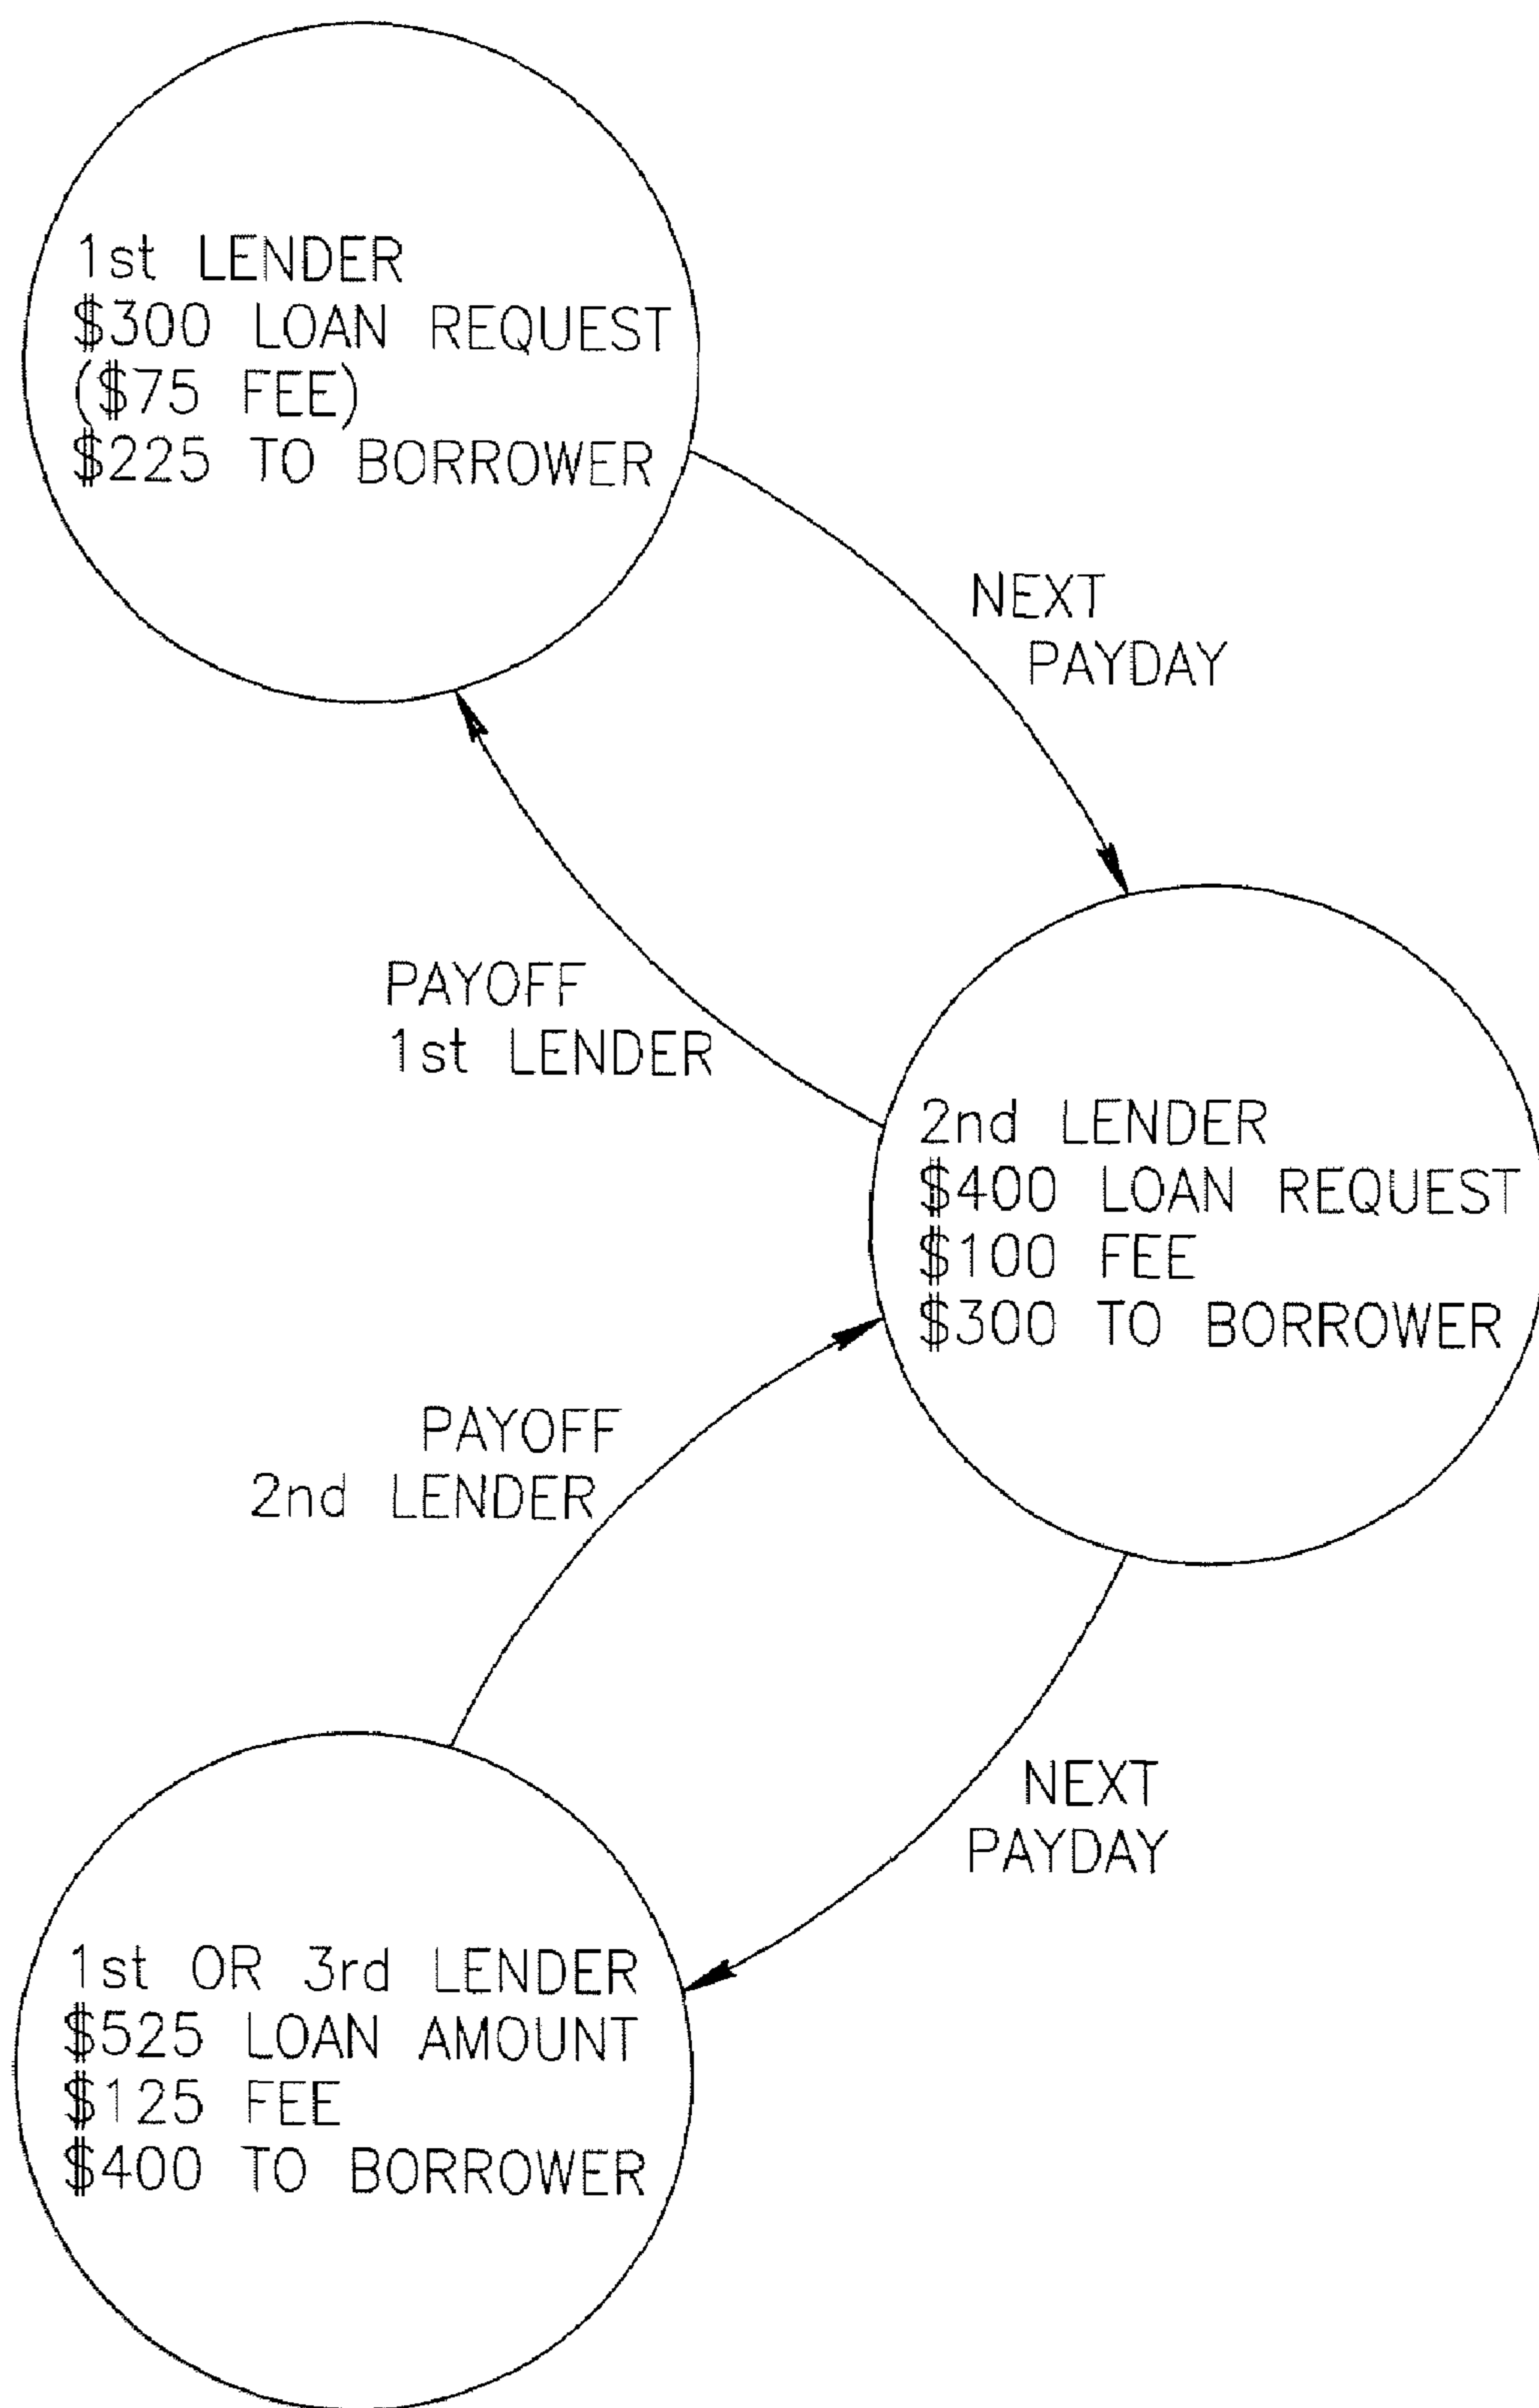 1st LENDER
$300 LOAN REQUEST
($75 FEE)
$225 TO BORROWER
NEXT
PAYDAY
PAYOFF
1st LENDER
2nd LENDER
$400 LOAN REQUEST
$100 FEE
$300 TO BORROWER
PAYOFF
2nd LENDER
NEXT
PAYDAY
1st OR 3rd LENDER
$525 LOAN AMOUNT
$125 FEE
$400 TO BORROWER